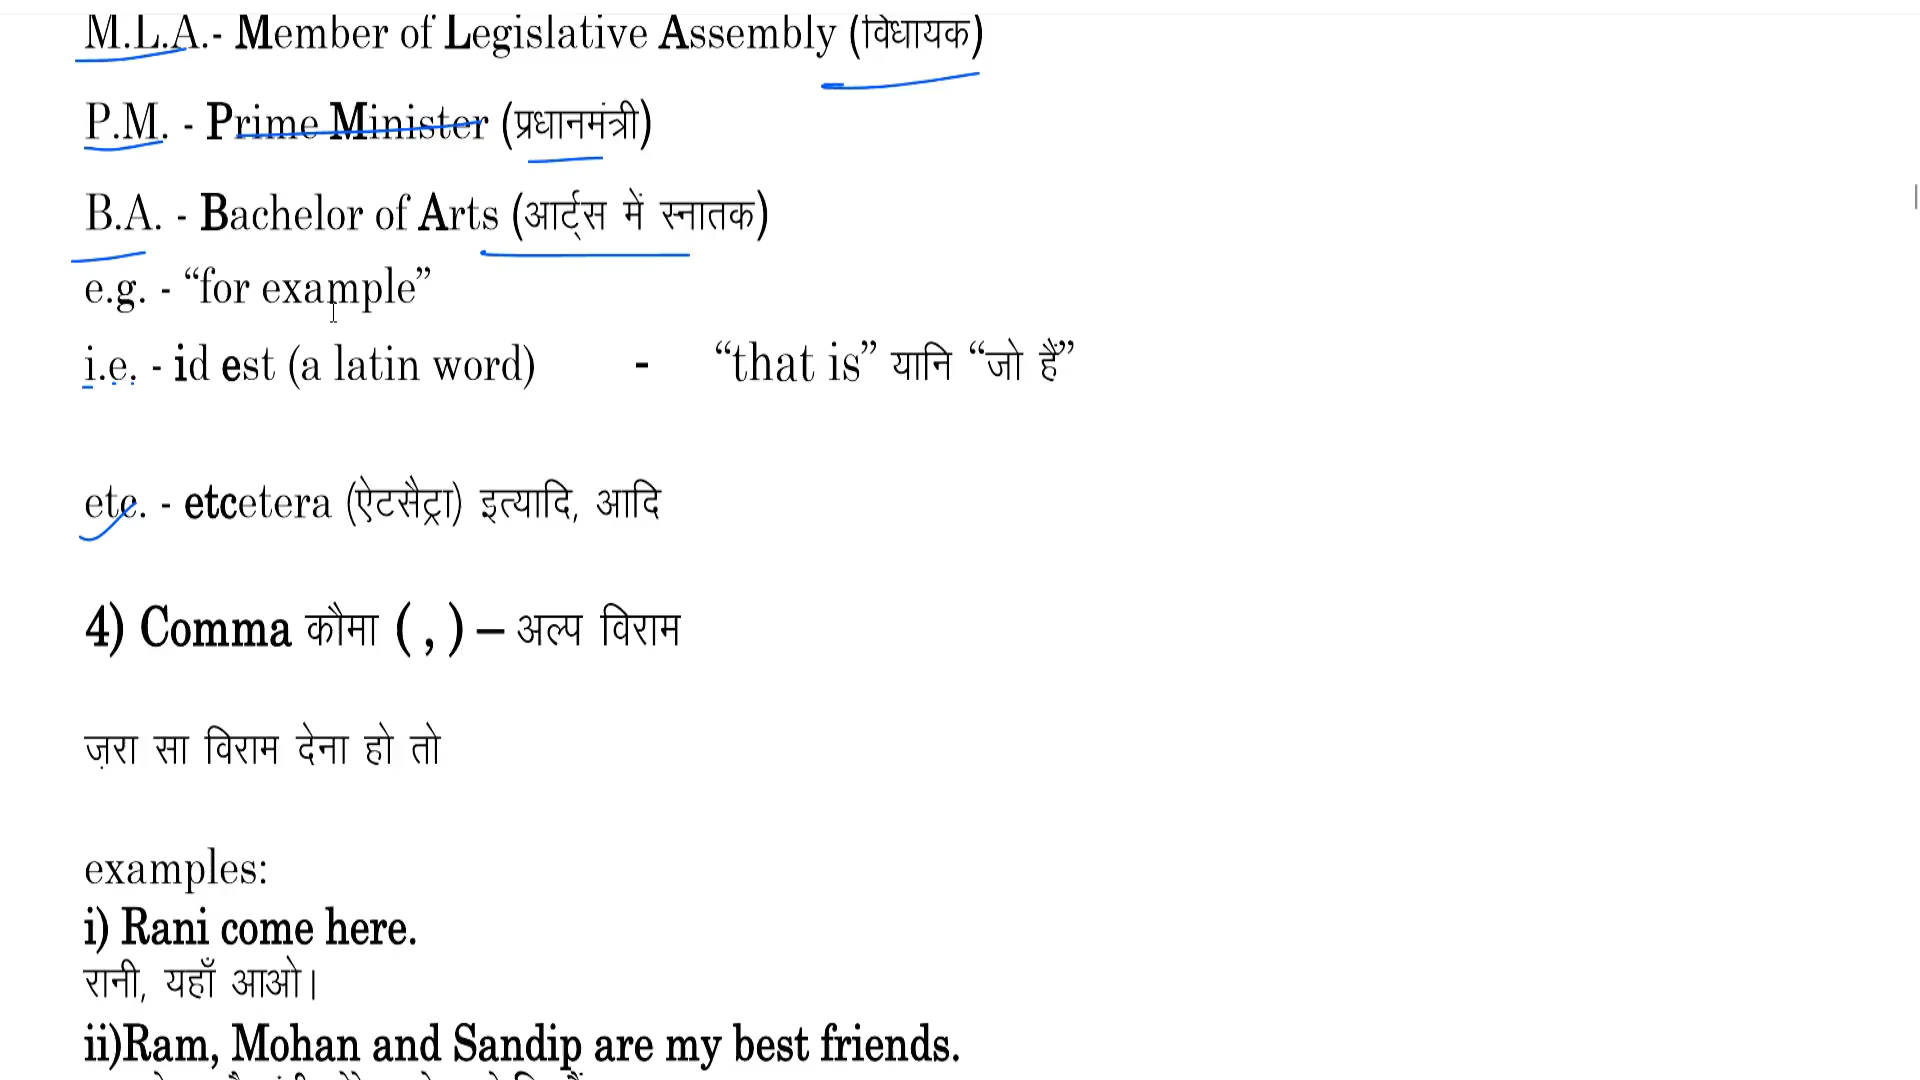 M.L.A.- Member of Legislative Assembly (विधायक)
P.M. - Prime Minister (प्रधानमंत्री)
B.A. - Bachelor of Arts (आर्ट्स में स्नातक)
e.g. - “for example”
i.e. - id est (a latin word) - “that is” यानि “जो हैं”
etc. - etcetera (ऐटसैट्रा) इत्यादि, आदि
4) Comma कौमा ( , ) – अल्प विराम
ज़रा सा विराम देना हो तो
examples:
i) Rani come here.
रानी, यहाँ आओ।
ii)Ram, Mohan and Sandip are my best friends.